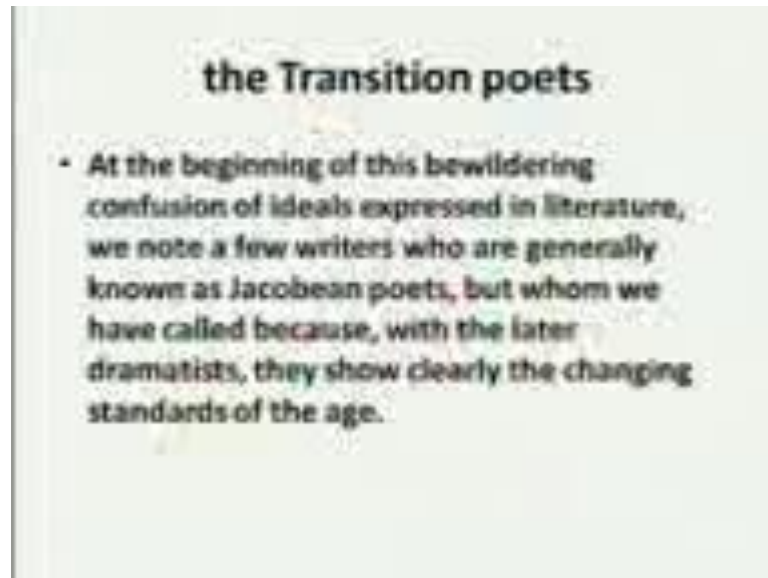 the Transition poets
• At the beginning of this bewildering
confusion of ideals expressed in literature,
we note a few writers who are generally
known as Jacobean poets, but whom we
have called because, with the later
dramatists, they show clearly the changing
standards of the age.